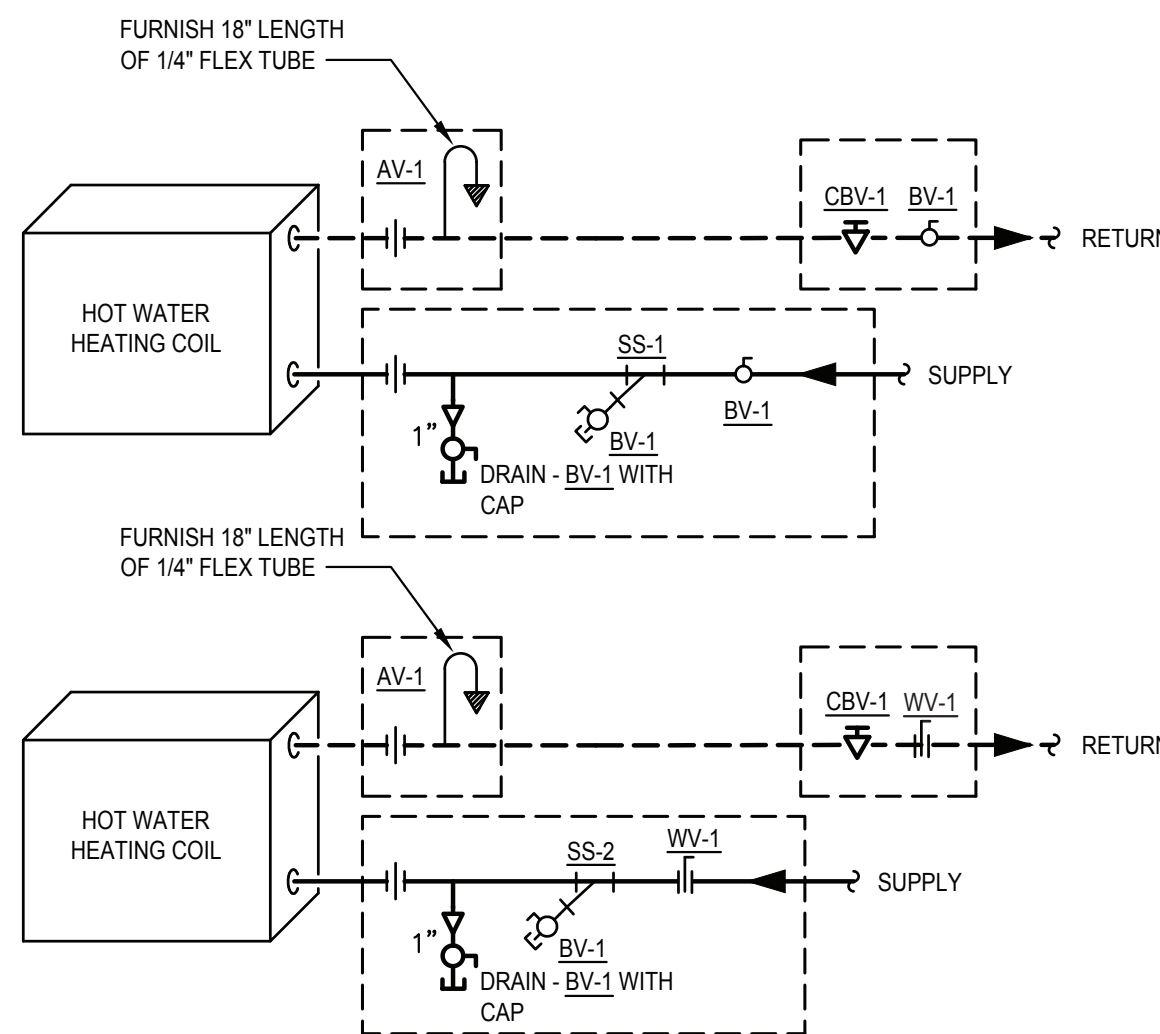 FURNISH 18" LENGTH
OF 1/4" FLEX TUBE
AV-1
CBV-1 BV-1
RETURN
HOT WATER
HEATING COIL
SS-1
SUPPLY
BV-1
1”
BV-1
DRAIN - BV-1 WITH
CAP
FURNISH 18" LENGTH
OF 1/4" FLEX TUBE
AV-1
CBV-1 WV-1
RETURN
HOT WATER
HEATING COIL
WV-1
SS-2
SUPPLY
1”
BV-1
DRAIN - BV-1 WITH
CAP